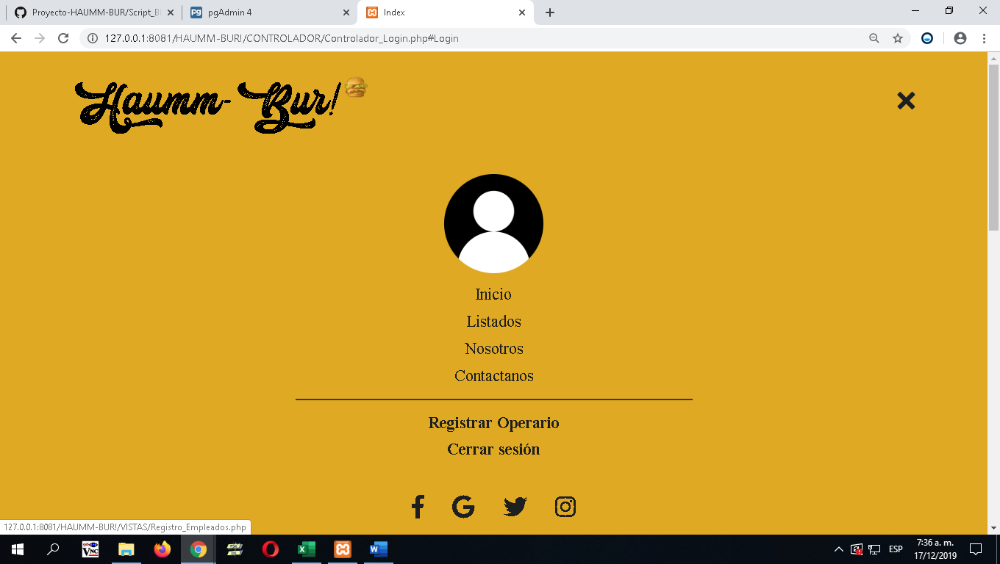 Proyecto-HAUMM-BUR/Script_B
pgAdmin 4
Index
127.0.0.1:8081/HAUMM-BUR!/CONTROLADOR/Controlador_Login.php#Login
Haumm-Bur!
Inicio
Listados
Nosotros
Contactanos
Registrar Operario
Cerrar sesión
127.0.0.1:8081/HAUMM-BUR!/VISTAS/Registro_Empleados.php
VNC
ESP
7:36 a. m.
17/12/2019